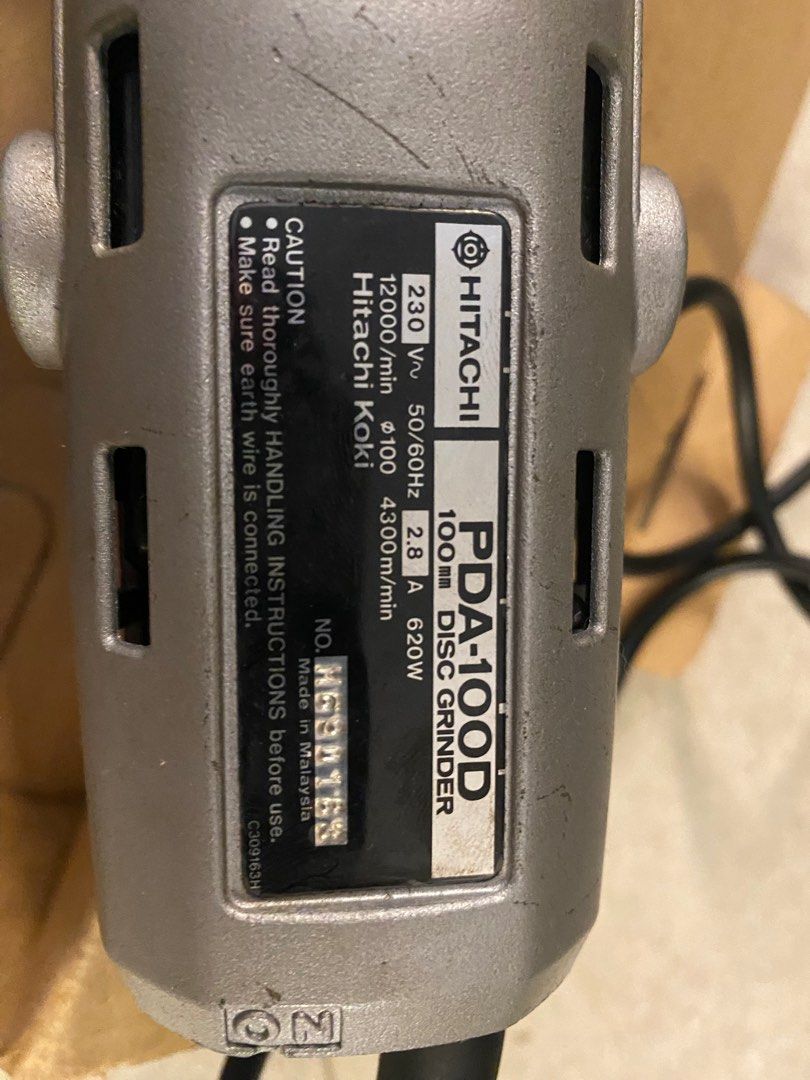 HITACHI
PDA-100D
100mm DISC GRINDER
230 V~ 50/60Hz 2.8 A 620W
12000/min ø100 4300m/min
Hitachi Koki
NO.
Made in Malaysia
CAUTION
• Read thoroughly HANDLING INSTRUCTIONS before use.
• Make sure earth wire is connected.
C309163H
ON